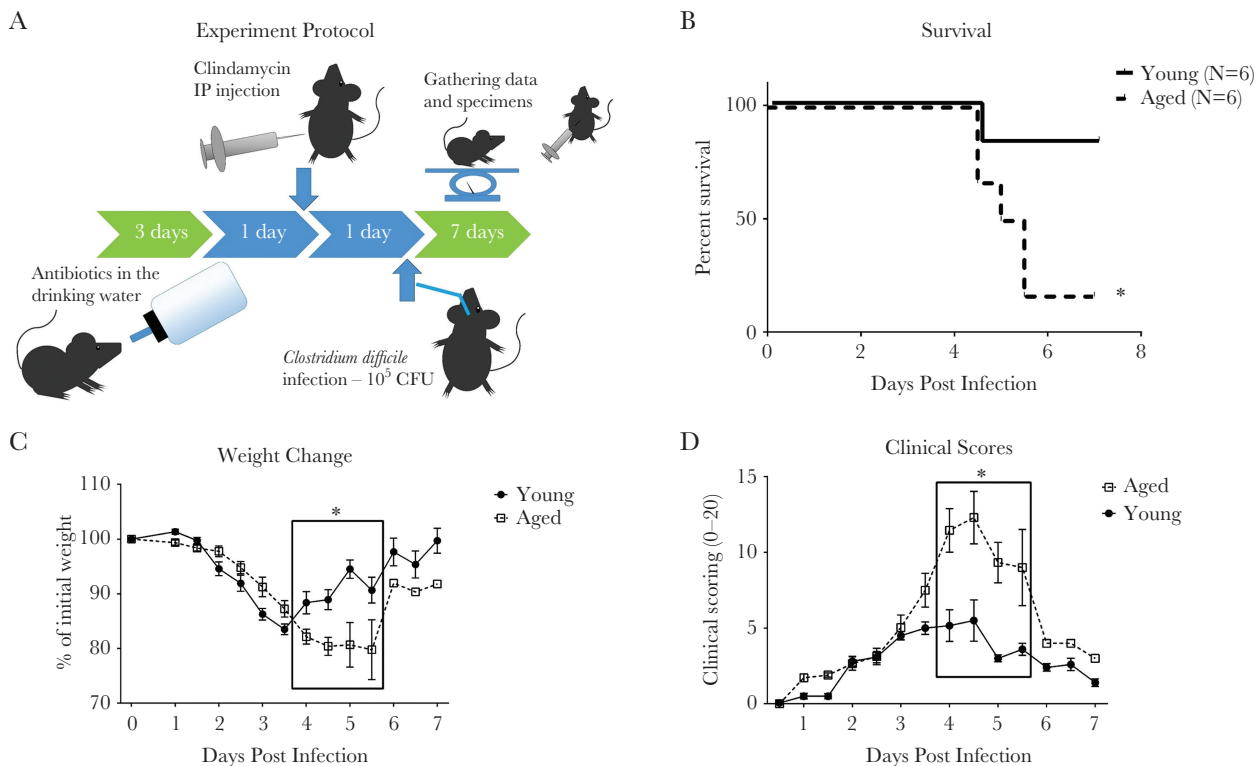 A
Experiment Protocol
Clindamycin
IP injection
Gathering data
and specimens
3 days
1 day
1 day
7 days
Antibiotics in the
drinking water
Clostridium difficile
infection – 10⁵ CFU
B
Survival
Young (N=6)
Aged (N=6)
Percent survival
100
50
0
*
0 2 4 6 8
Days Post Infection
C
Weight Change
Young
Aged
% of initial weight
110
100
90
80
70
*
0 1 2 3 4 5 6 7
Days Post Infection
D
Clinical Scores
Aged
Young
Clinical scoring (0–20)
15
10
5
0
*
1 2 3 4 5 6 7
Days Post Infection